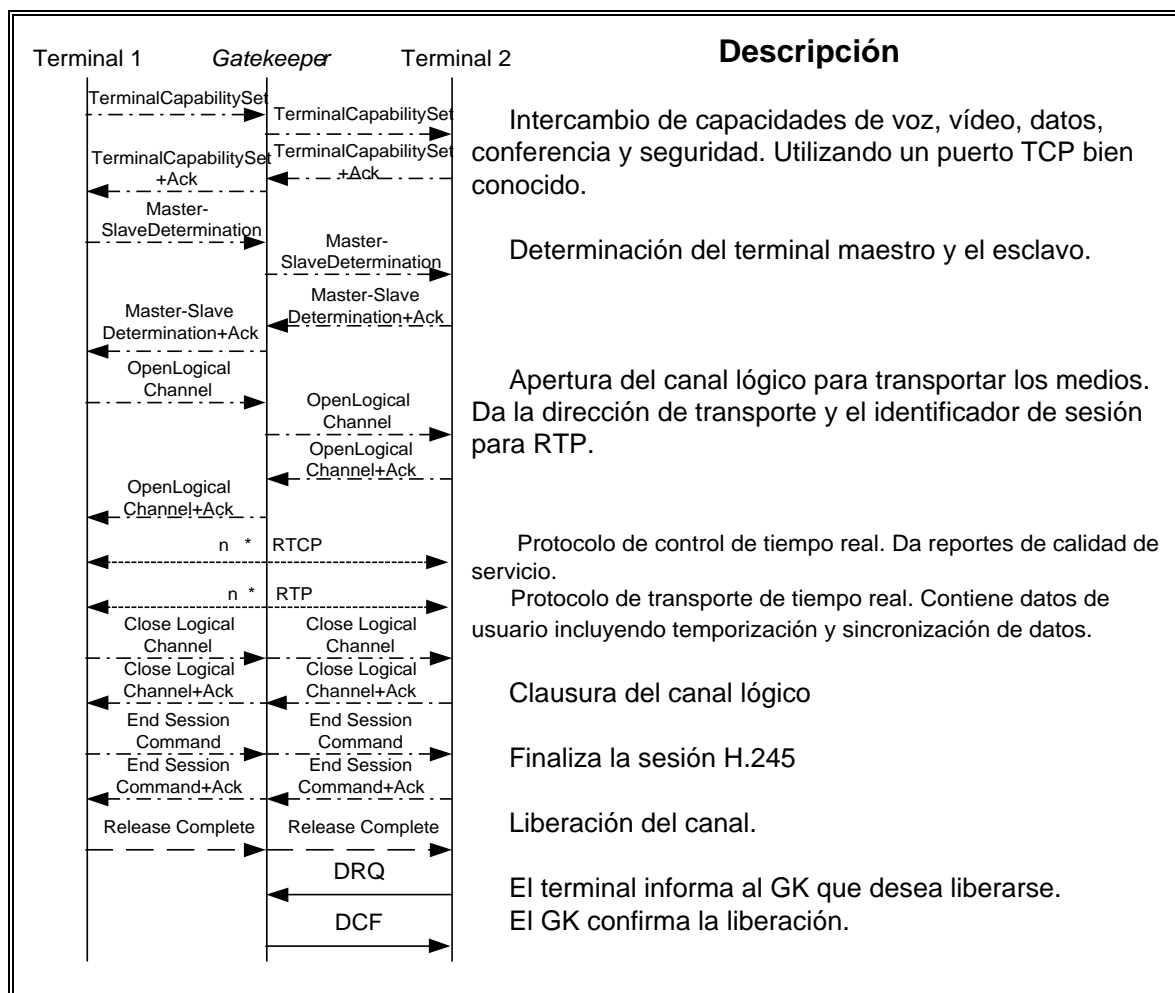 Terminal 1 Gatekeeper Terminal 2 Descripción
TerminalCapabilitySet
TerminalCapabilitySet
Intercambio de capacidades de voz, vídeo, datos,
conferencia y seguridad. Utilizando un puerto TCP bien
conocido.
TerminalCapabilitySet
+Ack
TerminalCapabilitySet
+Ack
Master-
SlaveDetermination
Master-
SlaveDetermination
Determinación del terminal maestro y el esclavo.
Master-Slave
Determination+Ack
Master-Slave
Determination+Ack
OpenLogical
Channel
OpenLogical
Channel
Apertura del canal lógico para transportar los medios.
Da la dirección de transporte y el identificador de sesión
para RTP.
OpenLogical
Channel+Ack
OpenLogical
Channel+Ack
n * RTCP
Protocolo de control de tiempo real. Da reportes de calidad de
servicio.
n * RTP
Protocolo de transporte de tiempo real. Contiene datos de
usuario incluyendo temporización y sincronización de datos.
Close Logical
Channel
Close Logical
Channel
Close Logical
Channel+Ack
Close Logical
Channel+Ack
Clausura del canal lógico
End Session
Command
End Session
Command
Finaliza la sesión H.245
End Session
Command+Ack
End Session
Command+Ack
Release Complete Release Complete
Liberación del canal.
DRQ
El terminal informa al GK que desea liberarse.
DCF
El GK confirma la liberación.